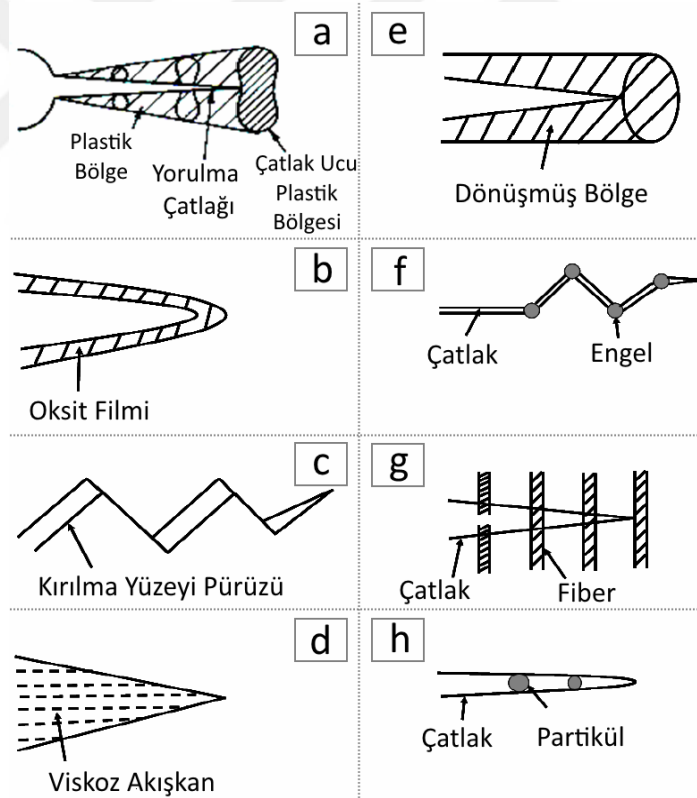 a
Plastik
Bölge
Yorulma
Çatlağı
Çatlak Ucu
Plastik
Bölgesi
b
Oksit Filmi
c
Kırılma Yüzeyi Pürüzü
d
Viskoz Akışkan
e
Dönüşmüş Bölge
f
Çatlak
Engel
g
Çatlak
Fiber
h
Çatlak
Partikül